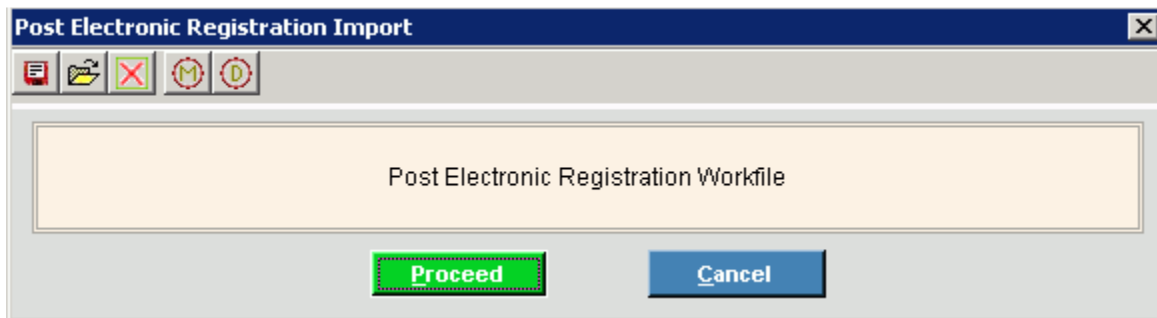 Post Electronic Registration Import
M D
Post Electronic Registration Workfile
Proceed Cancel